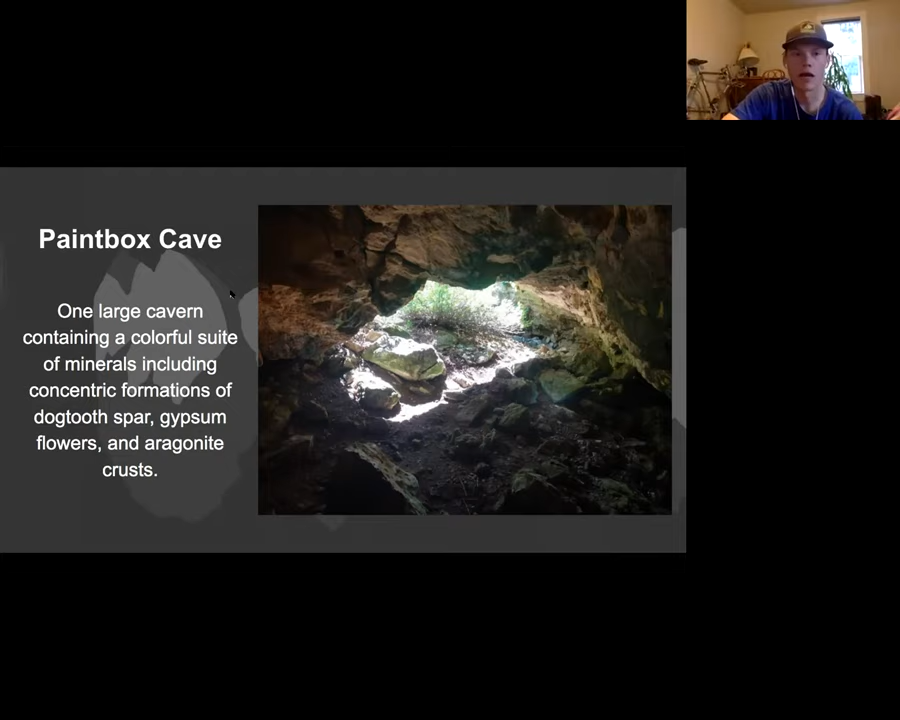 Paintbox Cave
One large cavern
containing a colorful suite
of minerals including
concentric formations of
dogtooth spar, gypsum
flowers, and aragonite
crusts.